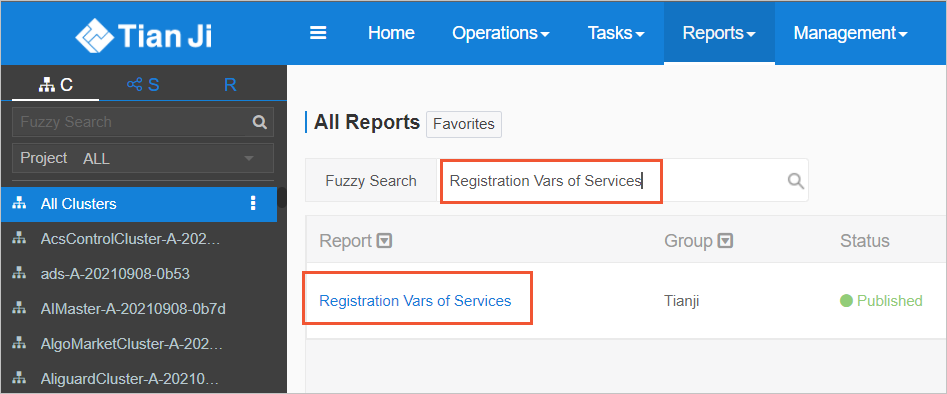 Tian Ji
Home Operations Tasks Reports Management
C S R
Fuzzy Search
Project ALL
All Clusters
AcsControlCluster-A-202...
ads-A-20210908-0b53
AIMaster-A-20210908-0b7d
AlgoMarketCluster-A-202...
AliguardCluster-A-20210...
All Reports Favorites
Fuzzy Search Registration Vars of Services
Report Group Status
Registration Vars of Services Tianji Published